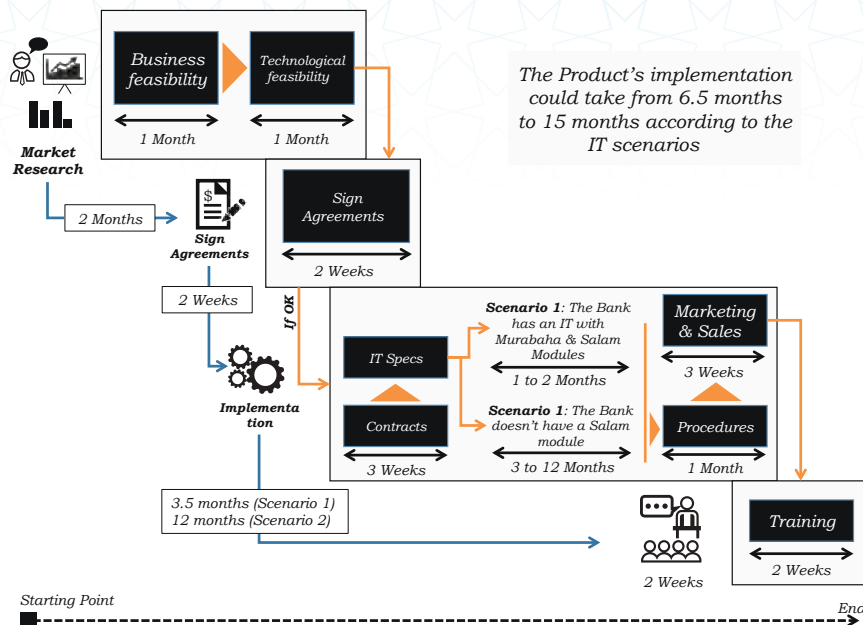 Business
feasibility
Technological
feasibility
1 Month
1 Month
The Product's implementation
could take from 6.5 months
to 15 months according to the
IT scenarios
Market
Research
2 Months
$
Sign
Agreements
Sign
Agreements
2 Weeks
2 Weeks
If OK
Implementa
tion
IT Specs
Contracts
3 Weeks
Scenario 1: The Bank
has an IT with
Murabaha & Salam
Modules
1 to 2 Months
Scenario 1: The Bank
doesn't have a Salam
module
3 to 12 Months
Marketing
& Sales
3 Weeks
Procedures
1 Month
3.5 months (Scenario 1)
12 months (Scenario 2)
2 Weeks
Training
2 Weeks
Starting Point
End